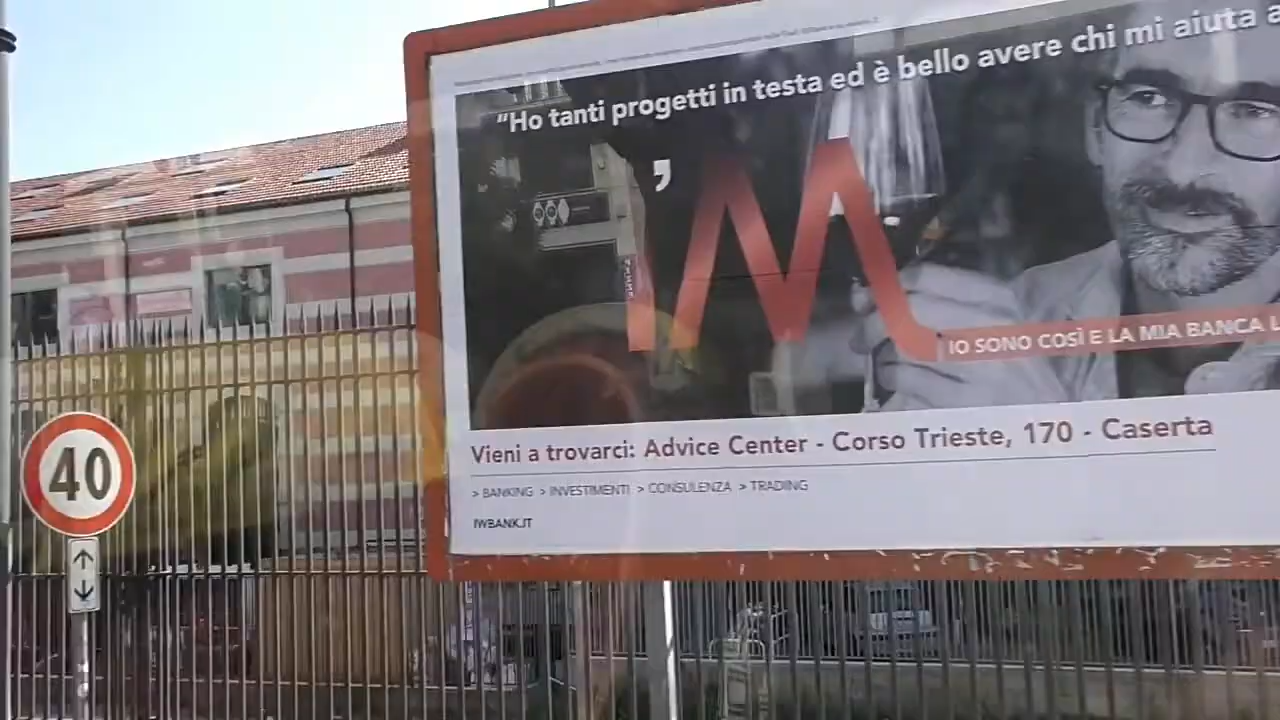 "Ho tanti progetti in testa ed è bello avere chi mi aiuta a
IO SONO COSÌ E LA MIA BANCA
Vieni a trovarci: Advice Center - Corso Trieste, 170 - Caserta
> BANKING > INVESTIMENTI > CONSULENZA > TRADING
IWBANK.IT
40